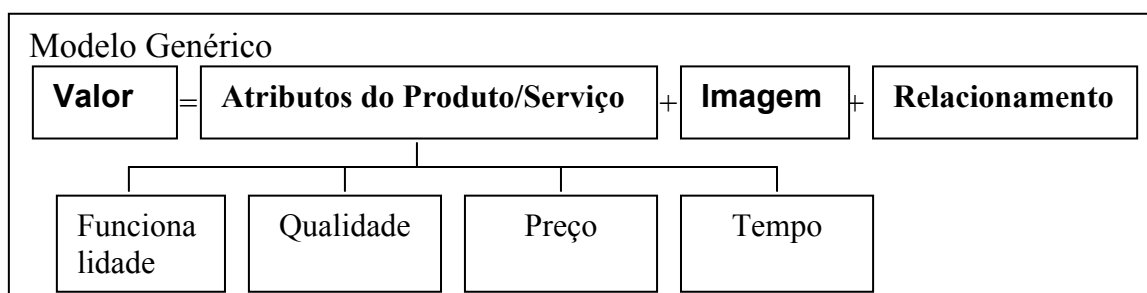 Modelo Genérico
Valor = Atributos do Produto/Serviço + Imagem + Relacionamento
Funciona Qualidade Preço Tempo
lidade